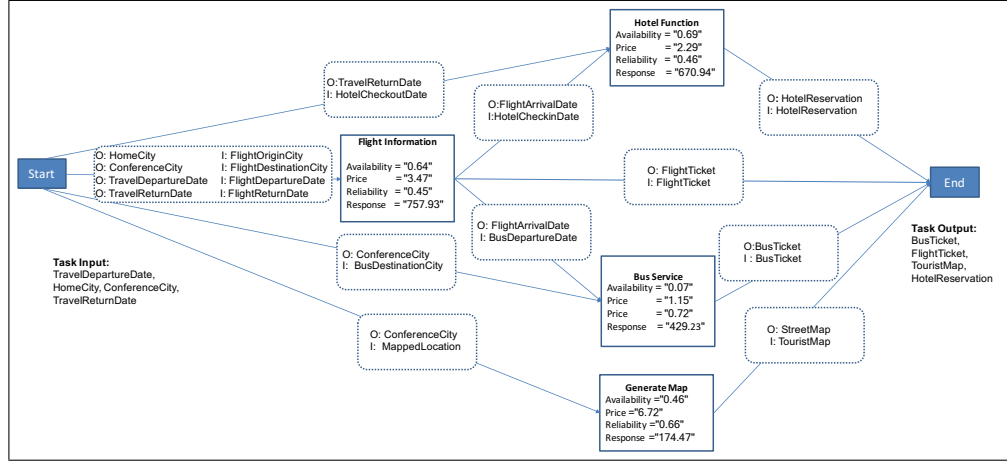 Hotel Function
Availability = "0.69"
Price = "2.29"
Reliability = "0.46"
Response = "670.94"
O:TravelReturnDate
I: HotelCheckoutDate
O:FlightArrivalDate
I:HotelCheckinDate
O: HotelReservation
I: HotelReservation
Start
O: HomeCity I: FlightOriginCity
O: ConferenceCity I: FlightDestinationCity
O: TravelDepartureDate I: FlightDepartureDate
O: TravelReturnDate I: FlightReturnDate
Flight Information
Availability = "0.64"
Price = "3.47"
Reliability = "0.45"
Response = "757.93"
O: FlightTicket
I: FlightTicket
End
O: FlightArrivalDate
I: BusDepartureDate
O: ConferenceCity
I: BusDestinationCity
O:BusTicket
I : BusTicket
Task Output:
BusTicket,
FlightTicket,
TouristMap,
HotelReservation
Task Input:
TravelDepartureDate,
HomeCity, ConferenceCity,
TravelReturnDate
Bus Service
Availability = "0.07"
Price = "1.15"
Price = "0.72"
Response = "429.23"
O: ConferenceCity
I: MappedLocation
O: StreetMap
I: TouristMap
Generate Map
Availability ="0.46"
Price ="6.72"
Reliability ="0.66"
Response ="174.47"